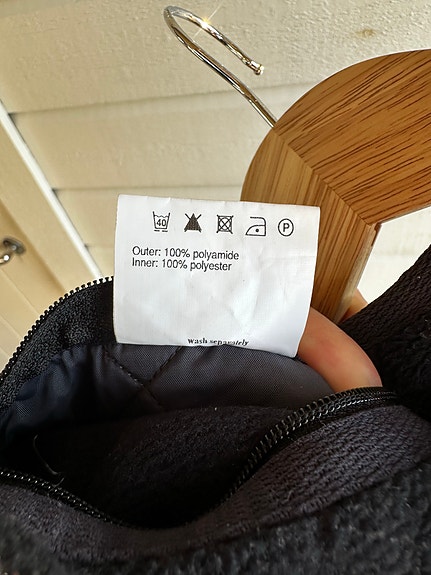 40 P
Outer: 100% polyamide
Inner: 100% polyester
wash separately